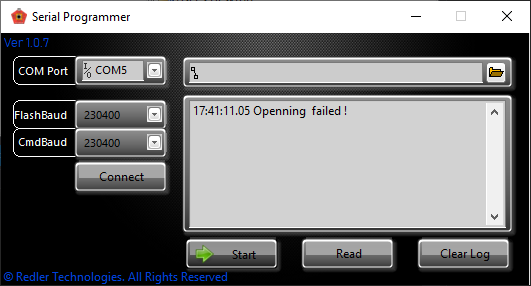 Serial Programmer
Ver 1.0.7
COM Port
I/O COM5
FlashBaud
230400
CmdBaud
230400
Connect
17:41:11.05 Openning  failed !
Start
Read
Clear Log
© Redler Technologies. All Rights Reserved